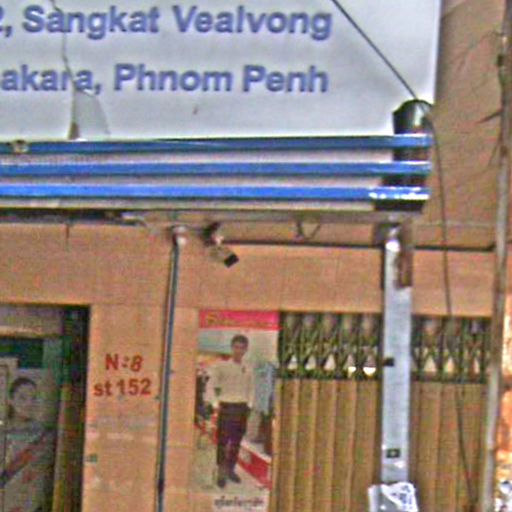 2, Sangkat Vealvong
akara, Phnom Penh
N:8
st 152